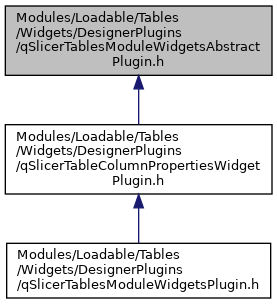 Modules/Loadable/Tables
/Widgets/DesignerPlugins
/qSlicerTablesModuleWidgetsAbstract
Plugin.h
Modules/Loadable/Tables
/Widgets/DesignerPlugins
/qSlicerTableColumnPropertiesWidget
Plugin.h
Modules/Loadable/Tables
/Widgets/DesignerPlugins
/qSlicerTablesModuleWidgetsPlugin.h